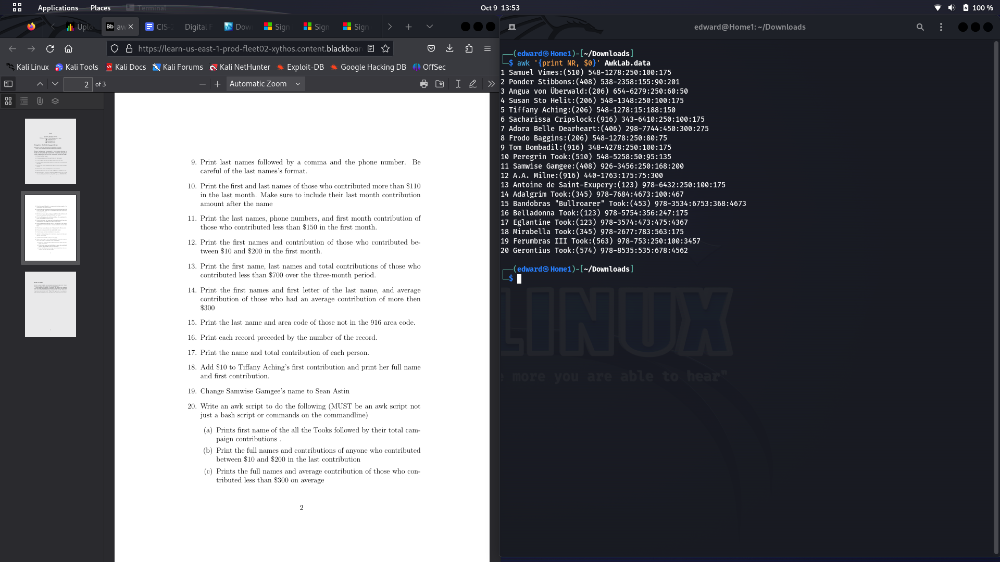 Applications Places Terminal
Oct 9 13:53
100 %
Uplo
Bb aw
CIS-2
Digital F
Dow
Sign
Sign
Sign
https://learn-us-east-1-prod-fleet02-xythos.content.blackboar
Kali Linux Kali Tools Kali Docs Kali Forums Kali NetHunter Exploit-DB Google Hacking DB OffSec
2 of 3
Automatic Zoom
9. Print last names followed by a comma and the phone number. Be
careful of the last names's format.
10. Print the first and last names of those who contributed more than $110
in the last month. Make sure to include their last month contribution
amount after the name
11. Print the last names, phone numbers, and first month contribution of
those who contributed less than $150 in the first month.
12. Print the first names and contribution of those who contributed be-
tween $10 and $200 in the first month.
13. Print the first name, last names and total contributions of those who
contributed less than $700 over the three-month period.
14. Print the first names and first letter of the last name, and average
contribution of those who had an average contribution of more then
$300
15. Print the last name and area code of those not in the 916 area code.
16. Print each record preceded by the number of the record.
17. Print the name and total contribution of each person.
18. Add $10 to Tiffany Aching's first contribution and print her full name
and first contribution.
19. Change Samwise Gamgee's name to Sean Astin
20. Write an awk script to do the following (MUST be an awk script not
just a bash script or commands on the commandline)
(a) Prints first name of the all the Tooks followed by their total cam-
paign contributions .
(b) Print the full names and contributions of anyone who contributed
between $10 and $200 in the last contribution
(c) Prints the full names and average contribution of those who con-
tributed less than $300 on average
2
edward@Home1: ~/Downloads
(edward㉿Home1)-[~/Downloads]
$ awk '{print NR, $0}' AwkLab.data
1 Samuel Vimes:(510) 548-1278:250:100:175
2 Ponder Stibbons:(408) 538-2358:155:90:201
3 Angua von Überwald:(206) 654-6279:250:60:50
4 Susan Sto Helit:(206) 548-1348:250:100:175
5 Tiffany Aching:(206) 548-1278:15:188:150
6 Sacharissa Cripslock:(916) 343-6410:250:100:175
7 Adora Belle Dearheart:(406) 298-7744:450:300:275
8 Frodo Baggins:(206) 548-1278:250:80:75
9 Tom Bombadil:(916) 348-4278:250:100:175
10 Peregrin Took:(510) 548-5258:50:95:135
11 Samwise Gamgee:(408) 926-3456:250:168:200
12 A.A. Milne:(916) 440-1763:175:75:300
13 Antoine de Saint-Exupery:(123) 978-6432:250:100:175
14 Adalgrim Took:(345) 978-7684:4673:100:467
15 Bandobras "Bullroarer" Took:(453) 978-3534:6753:368:4673
16 Belladonna Took:(123) 978-5754:356:247:175
17 Eglantine Took:(123) 978-3574:473:475:4367
18 Mirabella Took:(345) 978-2677:783:563:175
19 Ferumbras III Took:(563) 978-753:250:100:3457
20 Gerontius Took:(574) 978-8535:535:678:4562
(edward㉿Home1)-[~/Downloads]
$
LINUX
e more you are able to hear"